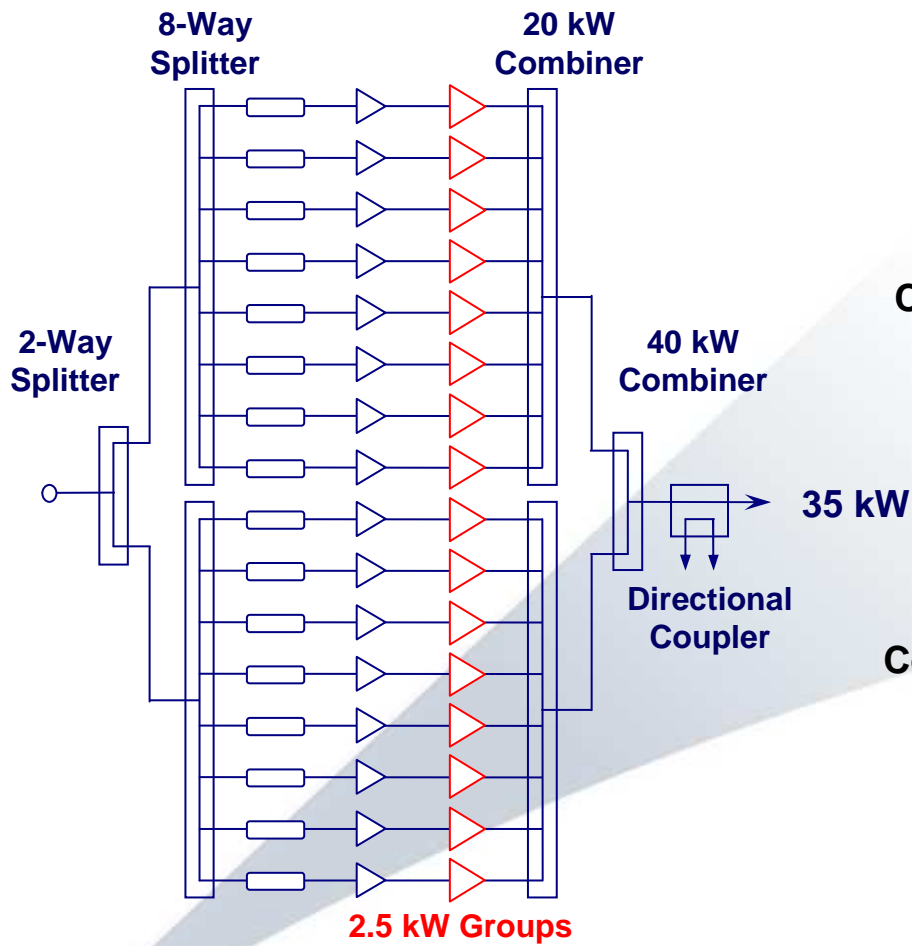 8-Way
Splitter
20 kW
Combiner
2-Way
Splitter
40 kW
Combiner
35 kW
Directional
Coupler
2.5 kW Groups